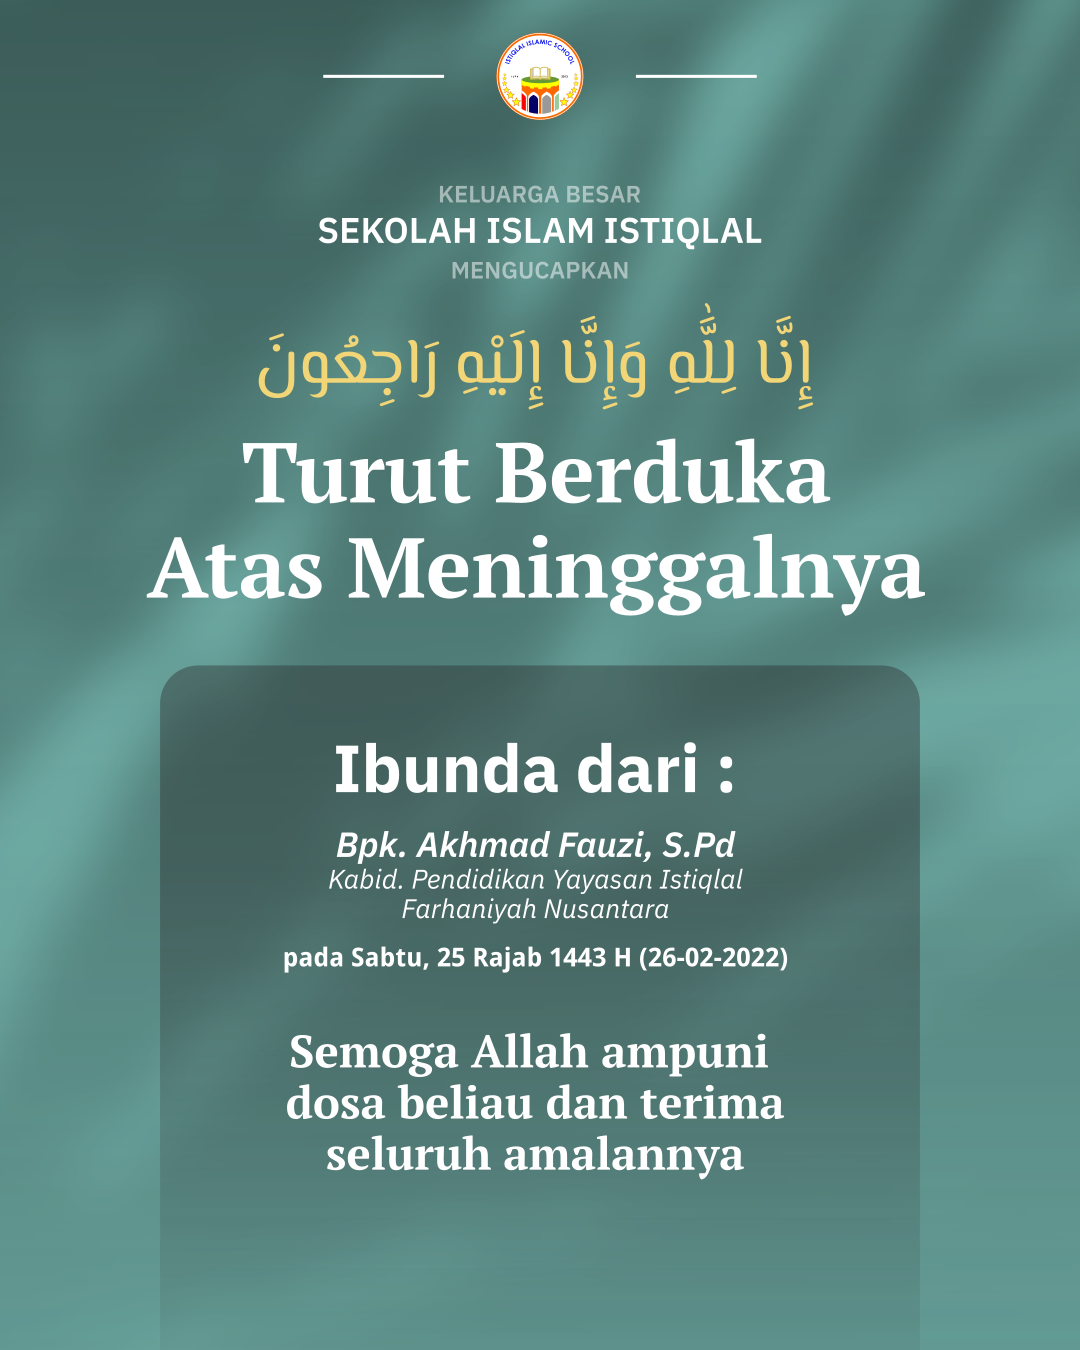 ISTIQLAL ISLAMIC SCHOOL
KELUARGA BESAR
SEKOLAH ISLAM ISTIQLAL
MENGUCAPKAN
إِنَّا لِلَّٰهِ وَإِنَّا إِلَيْهِ رَاجِعُونَ
Turut Berduka
Atas Meninggalnya
Ibunda dari :
Bpk. Akhmad Fauzi, S.Pd
Kabid. Pendidikan Yayasan Istiqlal
Farhaniyah Nusantara
pada Sabtu, 25 Rajab 1443 H (26-02-2022)
Semoga Allah ampuni
dosa beliau dan terima
seluruh amalannya